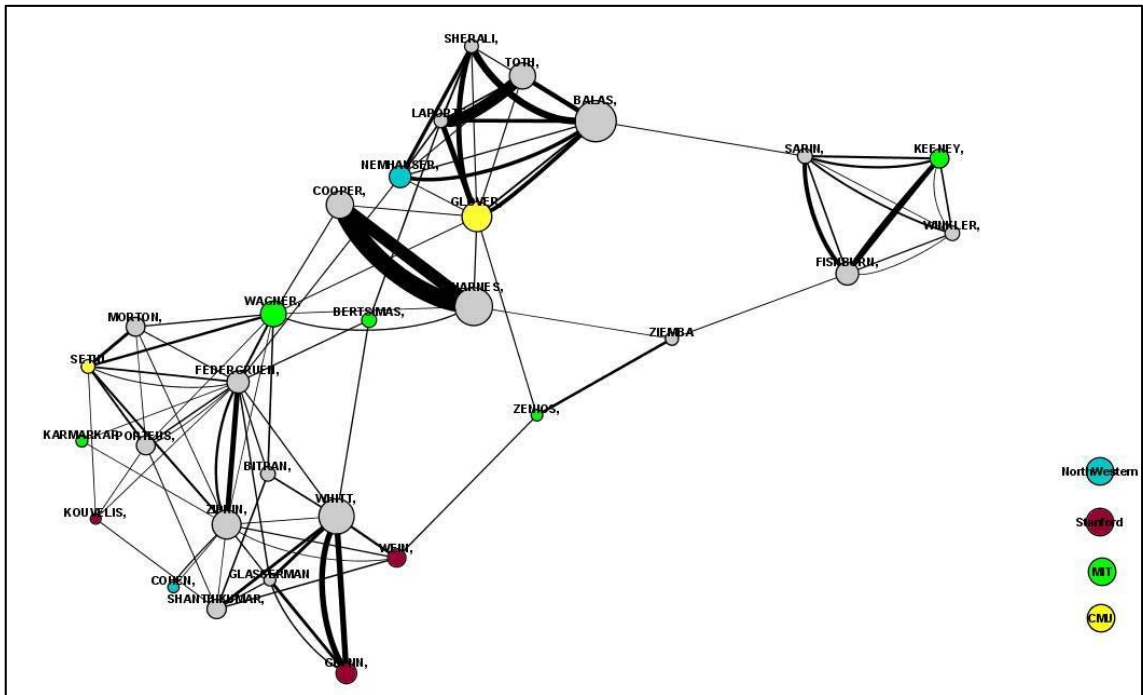 SHERALI,
TOTH,
BALAS,
LAPORT
SARIN,
KEENEY,
NEMHAUSER,
COOPER,
GLOVER,
WINKLER,
FISHBURN,
WAGNER,
BERTSIMAS,
MORTON,
ZIEMBA
SETHI,
FEDERGRUEN,
ZENIOS,
KARMARKAR,
PORTEUS,
BITRAN,
NorthWestern
WHITT,
KOUVELIS,
ZIPKIN,
Stanford
WEIN,
COHEN,
GLASSERMAN
MIT
SHANTHIKUMAR,
CMU
GLYNN,